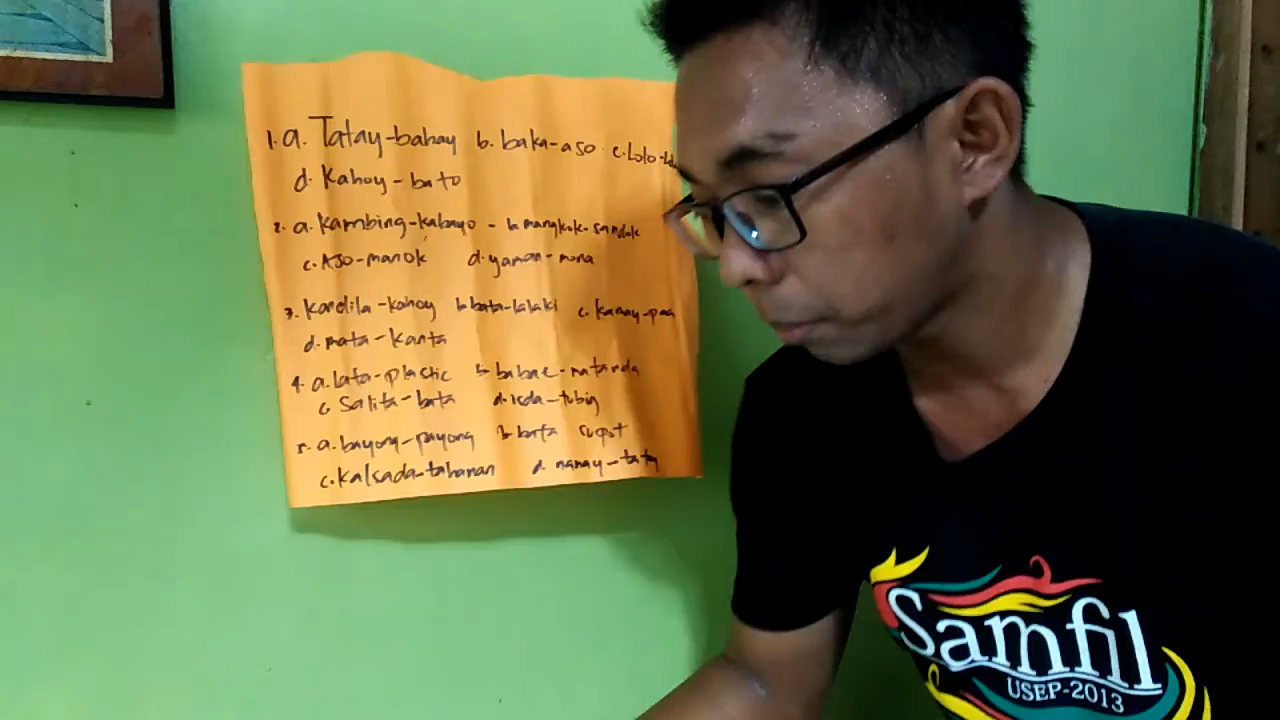 1. a. Tatay-bahay b. baka-aso c. Lolo-
d. Kahoy-bato
2. a. kambing-kabayo - b. mangkok-sandok
c. Aso-manok d. yaman-
3. Kandila-kahoy b. bata-lalaki c. kamay-paa
d. mata-kanta
4. a. lata-plastic b. babae-matanda
c. Salita-bata d. isda-tubig
5. a. bayong-payong b. bata
c. Kalsada-tahanan d. nanay-tatay
Samfil
USEP-2013